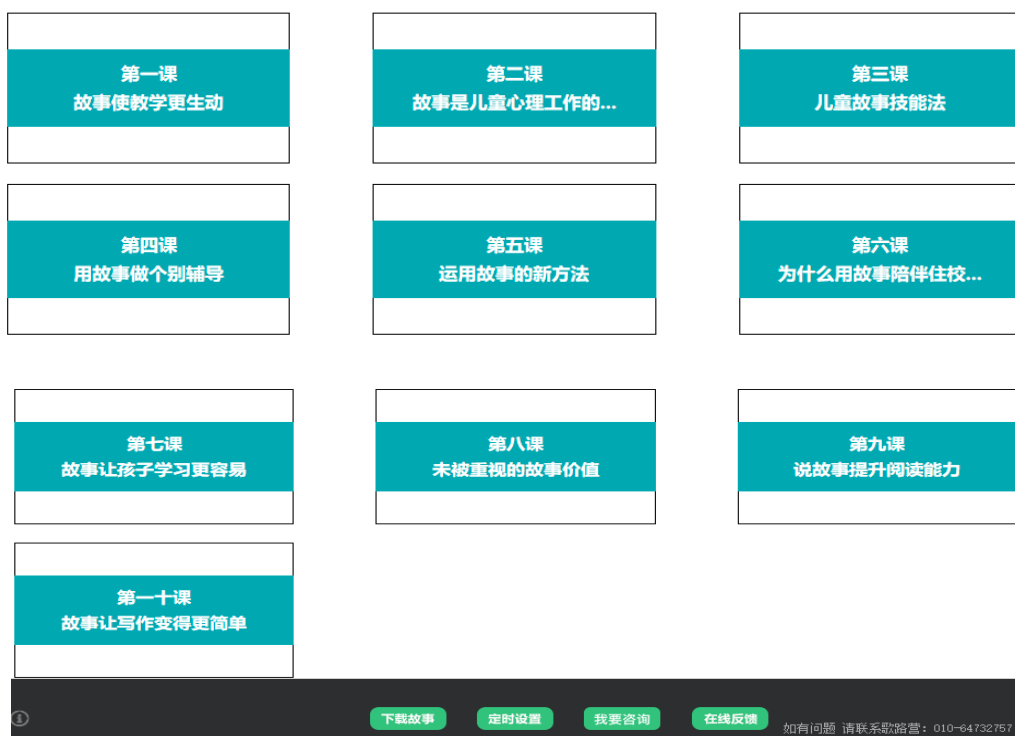 第一课
故事使教学更生动
第二课
故事是儿童心理工作的...
第三课
儿童故事技能法
第四课
用故事做个别辅导
第五课
运用故事的新方法
第六课
为什么用故事陪伴住校...
第七课
故事让孩子学习更容易
第八课
未被重视的故事价值
第九课
说故事提升阅读能力
第一十课
故事让写作变得更简单
下载故事
定时设置
我要咨询
在线反馈
如有问题 请联系歌路营：010-64732757